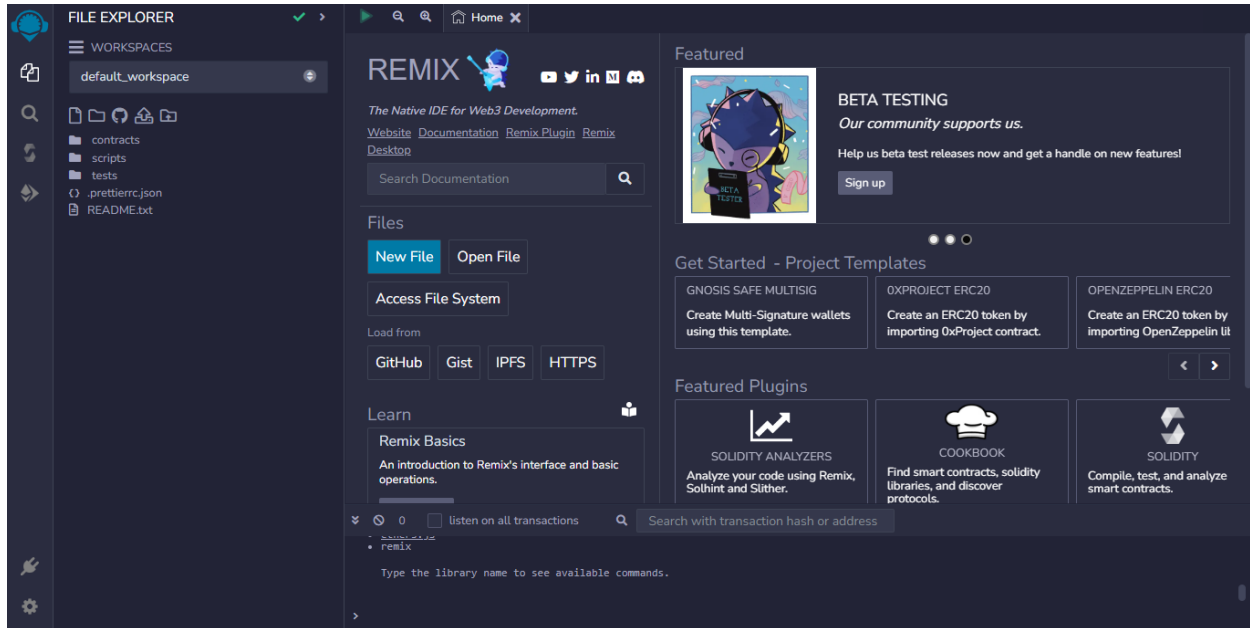 FILE EXPLORER
WORKSPACES
default_workspace
contracts
scripts
tests
.prettierrc.json
README.txt
Home
REMIX
The Native IDE for Web3 Development.
Website Documentation Remix Plugin Remix
Desktop
Search Documentation
Files
New File Open File
Access File System
Load from
GitHub Gist IPFS HTTPS
Learn
Remix Basics
An introduction to Remix's interface and basic
operations.
Featured
BETA
TESTER
BETA TESTING
Our community supports us.
Help us beta test releases now and get a handle on new features!
Sign up
Get Started - Project Templates
GNOSIS SAFE MULTISIG
Create Multi-Signature wallets
using this template.
0XPROJECT ERC20
Create an ERC20 token by
importing 0xProject contract.
OPENZEPPELIN ERC20
Create an ERC20 token by
importing OpenZeppelin lib
Featured Plugins
SOLIDITY ANALYZERS
Analyze your code using Remix,
Solhint and Slither.
COOKBOOK
Find smart contracts, solidity
libraries, and discover
protocols.
SOLIDITY
Compile, test, and analyze
smart contracts.
0 listen on all transactions Search with transaction hash or address
ethers.js
remix
Type the library name to see available commands.
>